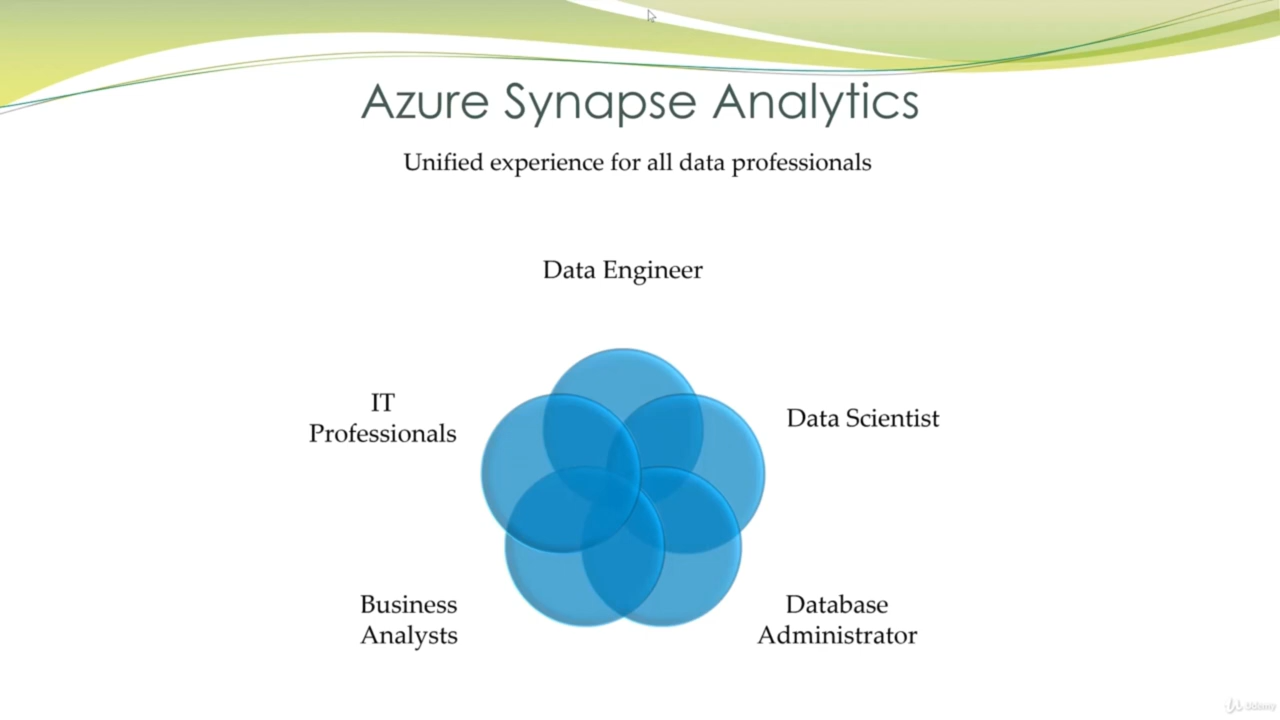 Azure Synapse Analytics
Unified experience for all data professionals
Data Engineer
IT
Professionals
Data Scientist
Business
Analysts
Database
Administrator
Udemy